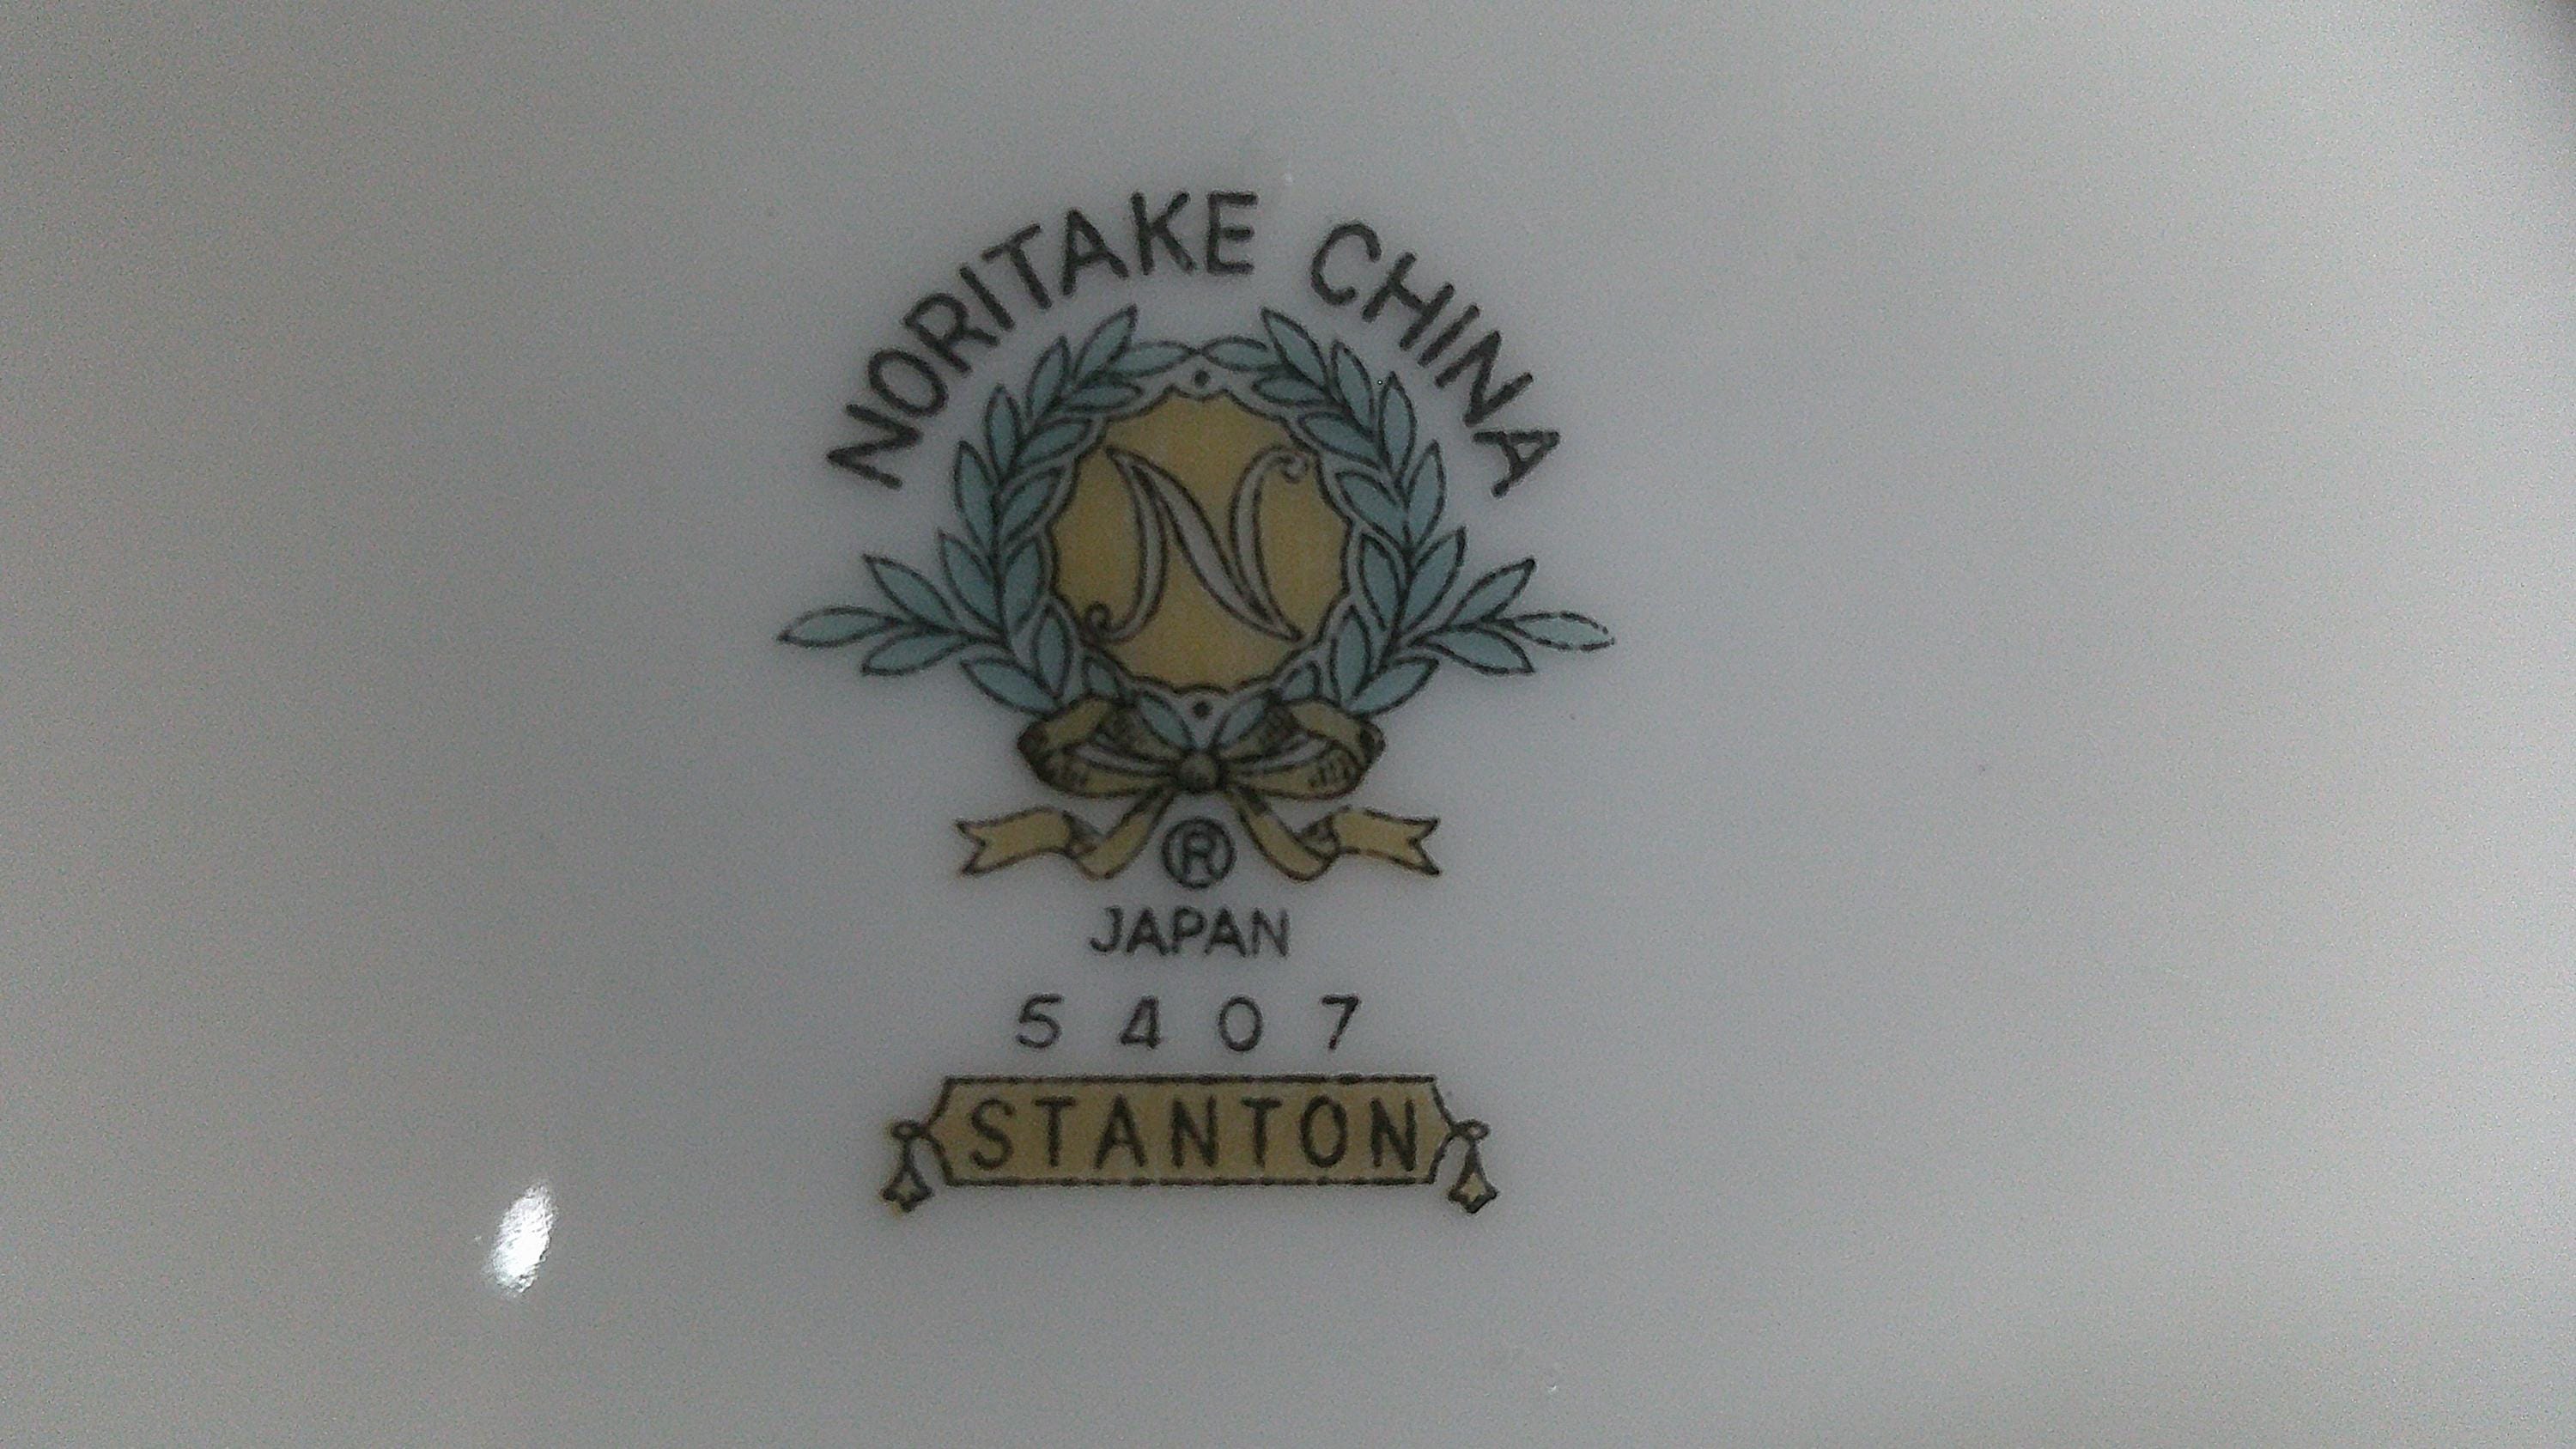 NORITAKE CHINA
N
®
JAPAN
5407
STANTON